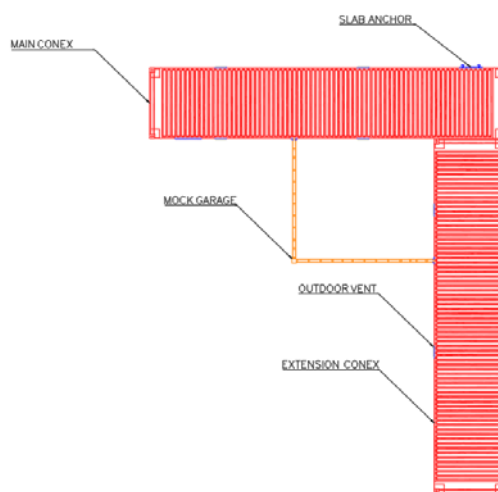 SLAB ANCHOR
MAIN CONEX
MOCK GARAGE
OUTDOOR VENT
EXTENSION CONEX